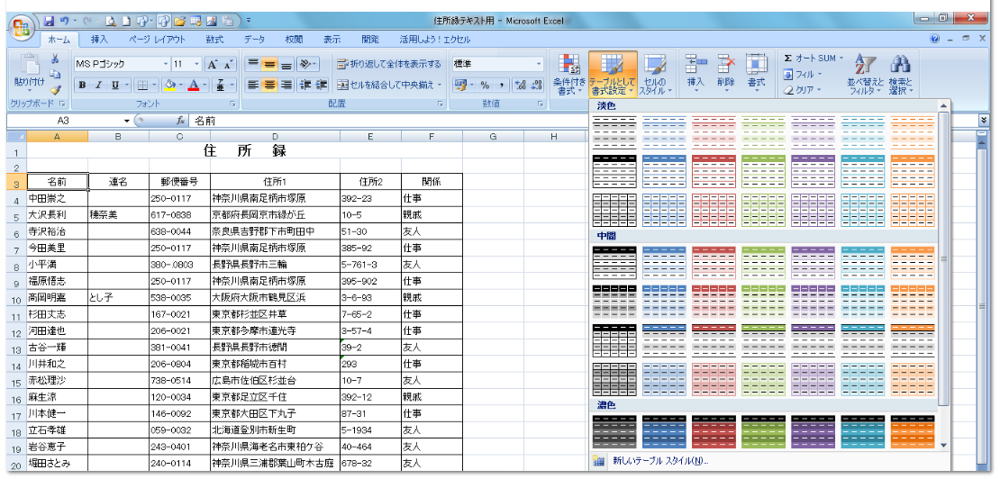 住所緑テキスト用 - Microsoft Excel
ホーム 挿入 ページ レイアウト 数式 データ 校閲 表示 開発 活用しよう！エクセル
MS Pゴシック 11 折り返して全体を表示する 標準 Σ オート SUM
貼り付け B I U セルを結合して中央揃え % , 条件付き書式 テーブルとして書式設定 セルのスタイル 挿入 削除 書式 フィル クリア 並べ替えとフィルタ 検索と選択
クリップボード フォント 配置 数値
A3 fx 名前
淡色
A B C D E F G H
1 住 所 録
2
3 名前 連名 郵便番号 住所1 住所2 関係
4 中田崇之 250-0117 神奈川県南足柄市塚原 392-23 仕事
5 大沢長利 穂奈美 617-0838 京都府長岡京市緑が丘 10-5 親戚
6 寺沢裕治 638-0044 奈良県吉野郡下市町田中 51-30 友人
7 今田美里 250-0117 神奈川県南足柄市塚原 385-92 仕事
8 小平満 380-.0803 長野県長野市三輪 5-761-3 友人
9 福原悟志 250-0117 神奈川県南足柄市塚原 395-902 仕事
10 高岡明嘉 とし子 538-0035 大阪府大阪市鶴見区浜 3-6-93 親戚
11 杉田丈志 167-0021 東京都杉並区井草 7-65-2 仕事
12 河田達也 206-0021 東京都多摩市連光寺 3-57-4 仕事
13 古谷一輝 381-0041 長野県長野市徳間 39-2 友人
14 川井和之 206-0804 東京都稲城市百村 293 仕事
15 赤松理沙 738-0514 広島市佐伯区杉並台 10-7 友人
16 麻生涼 120-0034 東京都足立区千住 392-12 親戚
17 川本健一 146-0092 東京都大田区下丸子 87-31 仕事
18 立石孝雄 059-0032 北海道登別市新生町 5-1934 友人
19 岩谷恵子 243-0401 神奈川県海老名市東柏ケ谷 40-464 友人
20 堀田さとみ 240-0114 神奈川県三浦郡葉山町木古庭 678-32 友人
中間
濃色
新しいテーブル スタイル(N)...